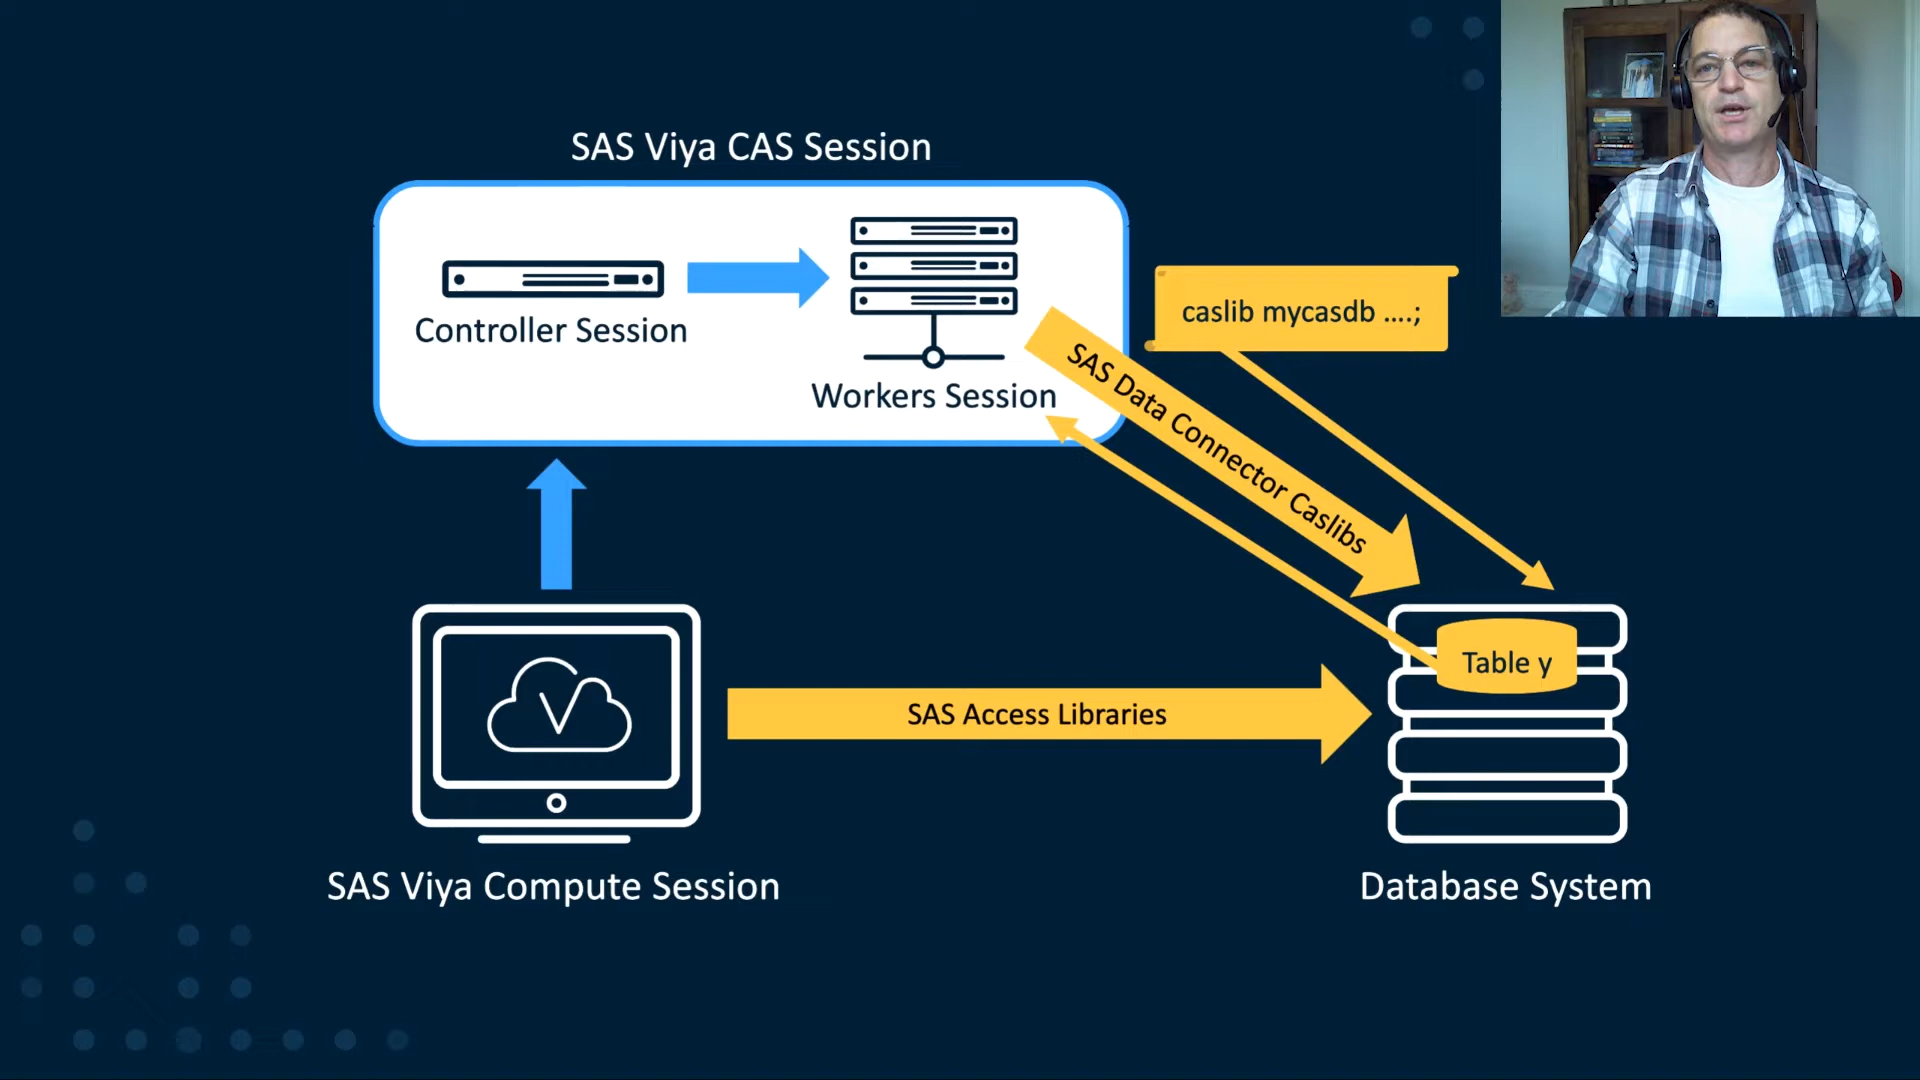 SAS Viya CAS Session
Controller Session
Workers Session
caslib mycasdb ....;
SAS Data Connector Caslibs
Table y
SAS Access Libraries
SAS Viya Compute Session
Database System